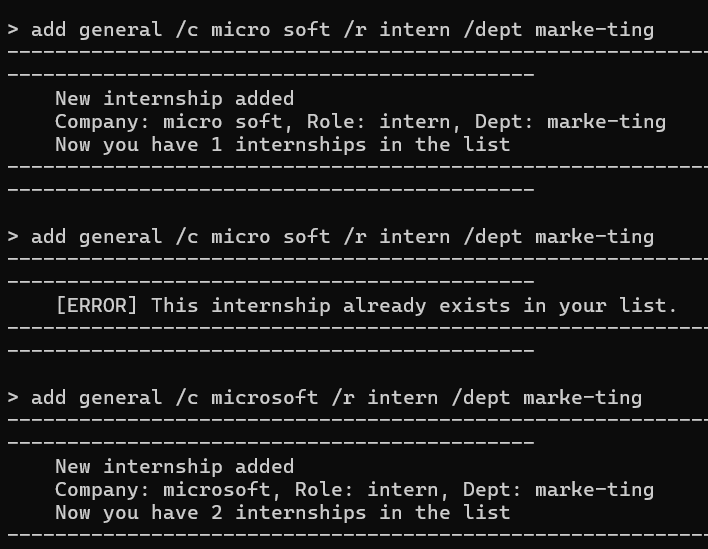 > add general /c micro soft /r intern /dept marke-ting
-----------------------------------------------------------
--------------------------------------------
New internship added
Company: micro soft, Role: intern, Dept: marke-ting
Now you have 1 internships in the list
-----------------------------------------------------------
--------------------------------------------
> add general /c micro soft /r intern /dept marke-ting
-----------------------------------------------------------
--------------------------------------------
[ERROR] This internship already exists in your list.
-----------------------------------------------------------
--------------------------------------------
> add general /c microsoft /r intern /dept marke-ting
-----------------------------------------------------------
--------------------------------------------
New internship added
Company: microsoft, Role: intern, Dept: marke-ting
Now you have 2 internships in the list
-----------------------------------------------------------